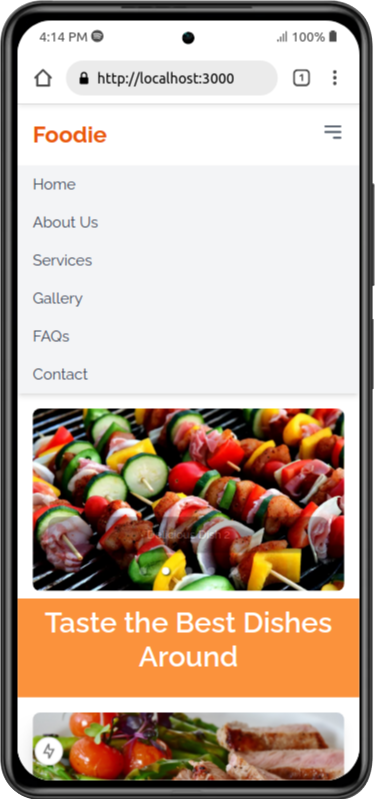 4:14 PM
100%
http://localhost:3000
1
Foodie
Home
About Us
Services
Gallery
FAQs
Contact
Taste the Best Dishes
Around